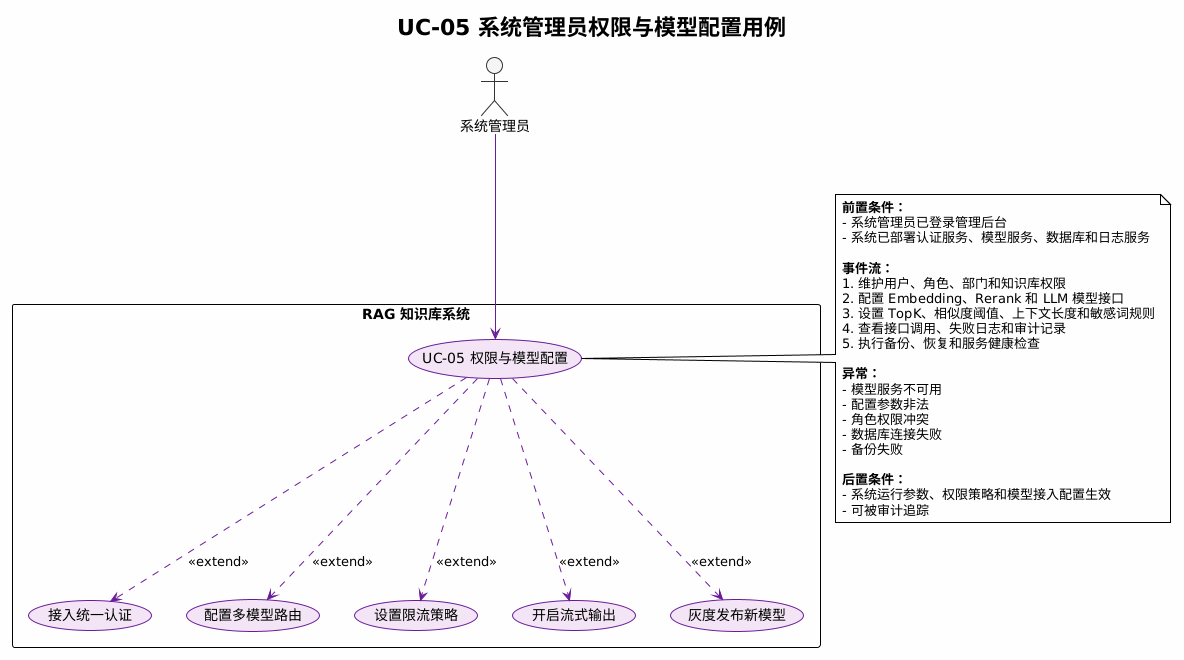 UC-05 系统管理员权限与模型配置用例
系统管理员
前置条件：
- 系统管理员已登录管理后台
- 系统已部署认证服务、模型服务、数据库和日志服务
事件流：
1. 维护用户、角色、部门和知识库权限
2. 配置 Embedding、Rerank 和 LLM 模型接口
3. 设置 TopK、相似度阈值、上下文长度和敏感词规则
4. 查看接口调用、失败日志和审计记录
5. 执行备份、恢复和服务健康检查
异常：
- 模型服务不可用
- 配置参数非法
- 角色权限冲突
- 数据库连接失败
- 备份失败
后置条件：
- 系统运行参数、权限策略和模型接入配置生效
- 可被审计追踪
RAG 知识库系统
UC-05 权限与模型配置
«extend»
«extend»
«extend»
«extend»
«extend»
接入统一认证
配置多模型路由
设置限流策略
开启流式输出
灰度发布新模型